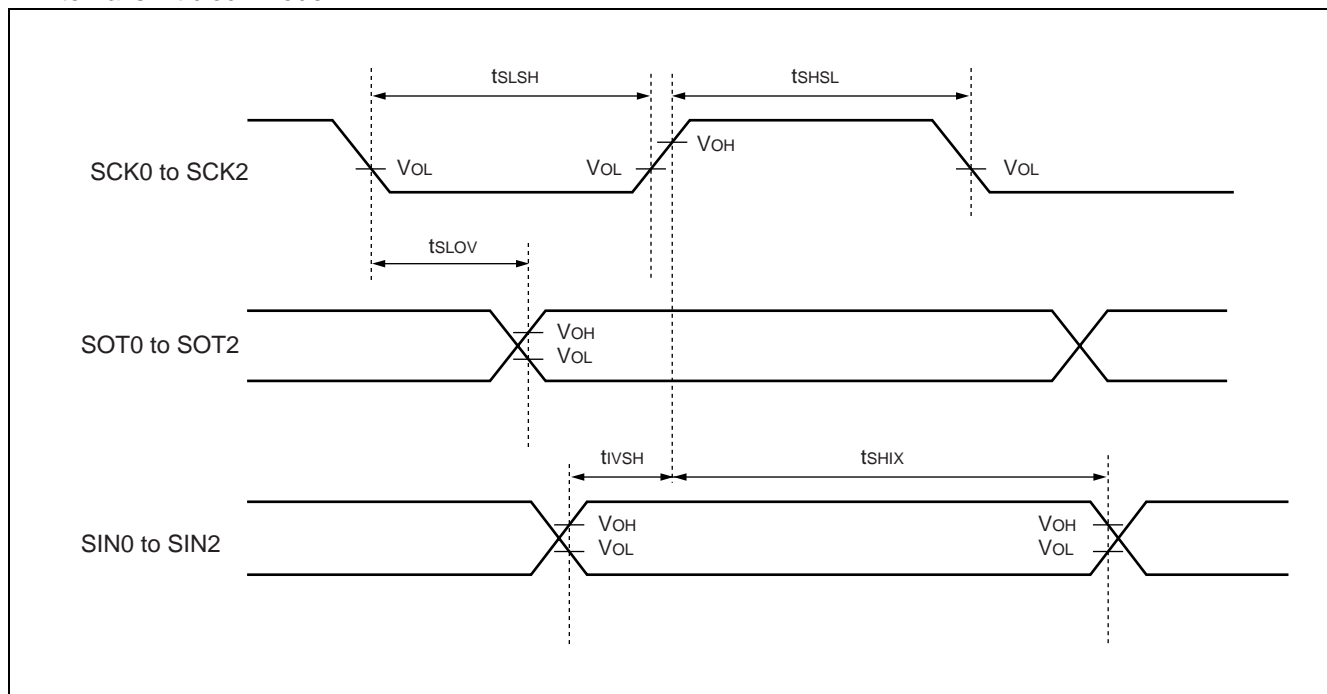 tSLSH
tSHSL
SCK0 to SCK2
VOL
VOL
VOH
VOL
tSLOV
SOT0 to SOT2
VOH
VOL
tIVSH
tSHIX
SIN0 to SIN2
VOH
VOL
VOH
VOL